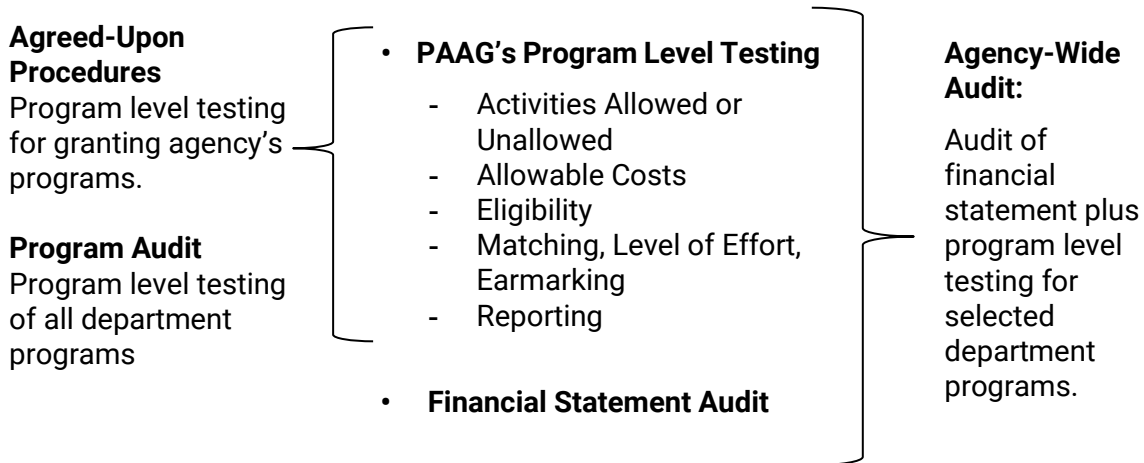 Agreed-Upon
Procedures
Program level testing
for granting agency’s
programs.
Program Audit
Program level testing
of all department
programs
• PAAG’s Program Level Testing
- Activities Allowed or
Unallowed
- Allowable Costs
- Eligibility
- Matching, Level of Effort,
Earmarking
- Reporting
• Financial Statement Audit
Agency-Wide
Audit:
Audit of
financial
statement plus
program level
testing for
selected
department
programs.